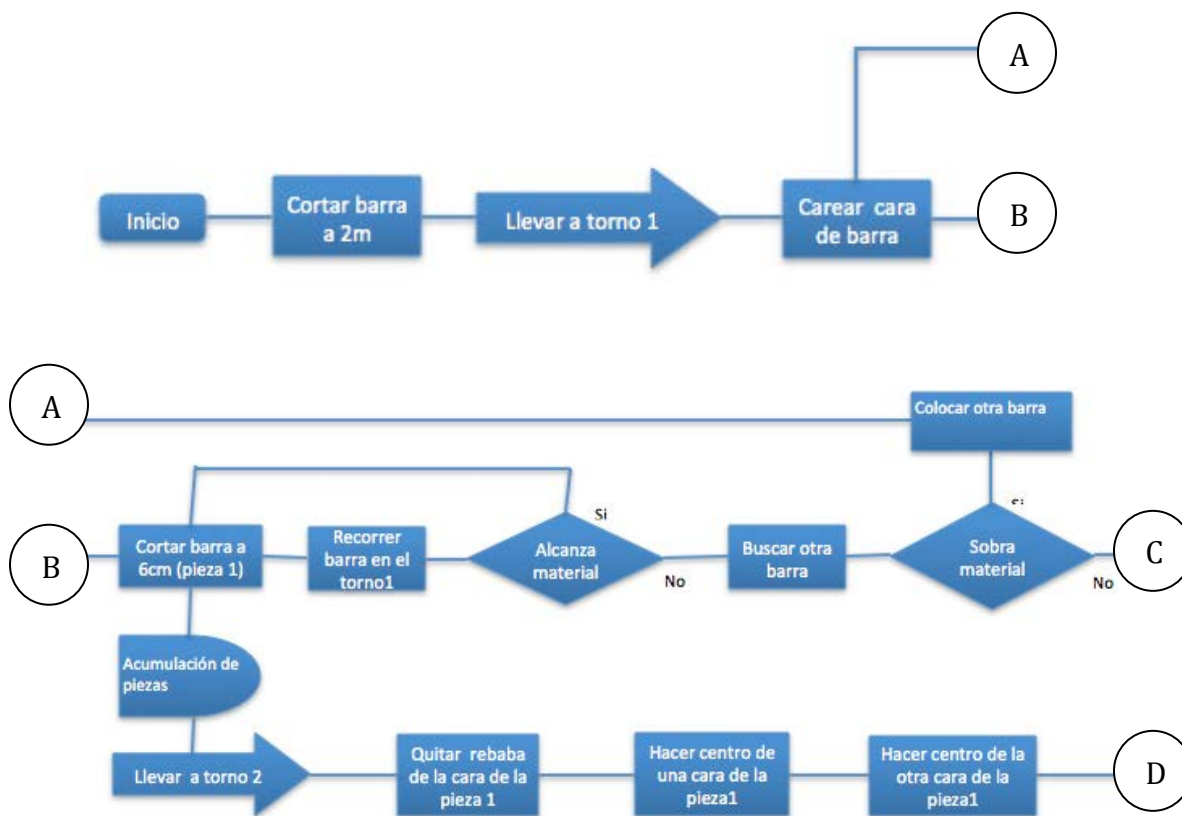 A
Inicio
Cortar barra
a 2m
Llevar a torno 1
Carear cara
de barra
B
A
Colocar otra barra
B
Cortar barra a
6cm (pieza 1)
Recorrer
barra en el
torno1
Alcanza
material
Si
No
Buscar otra
barra
Si
Sobra
material
No
C
Acumulación de
piezas
Llevar a torno 2
Quitar rebaba
de la cara de la
pieza 1
Hacer centro de
una cara de la
pieza1
Hacer centro de la
otra cara de la
pieza1
D